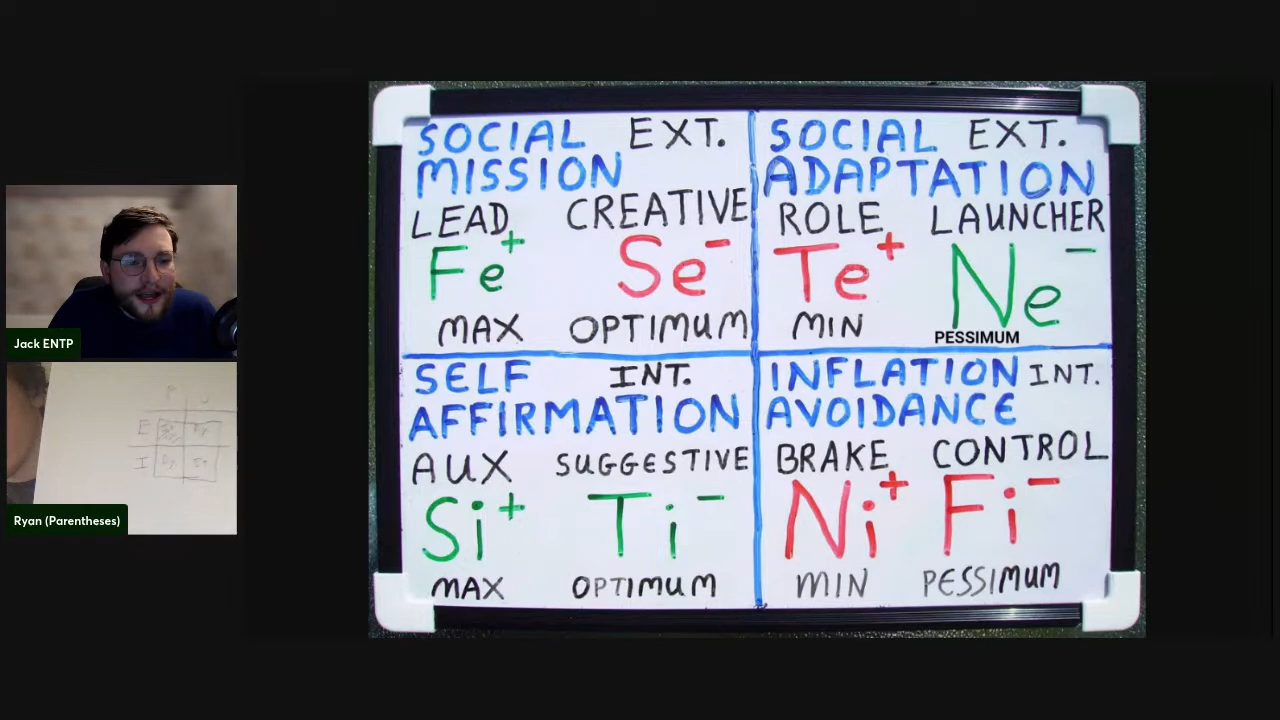 SOCIAL EXT.
MISSION
LEAD CREATIVE
Fe+ Se-
MAX OPTIMUM
SOCIAL EXT.
ADAPTATION
ROLE LAUNCHER
Te+ Ne-
MIN PESSIMUM
SELF INT.
AFFIRMATION
AUX SUGGESTIVE
Si+ Ti-
MAX OPTIMUM
INFLATION INT.
AVOIDANCE
BRAKE CONTROL
Ni+ Fi-
MIN PESSIMUM
Jack ENTP
E
I
Ryan (Parentheses)